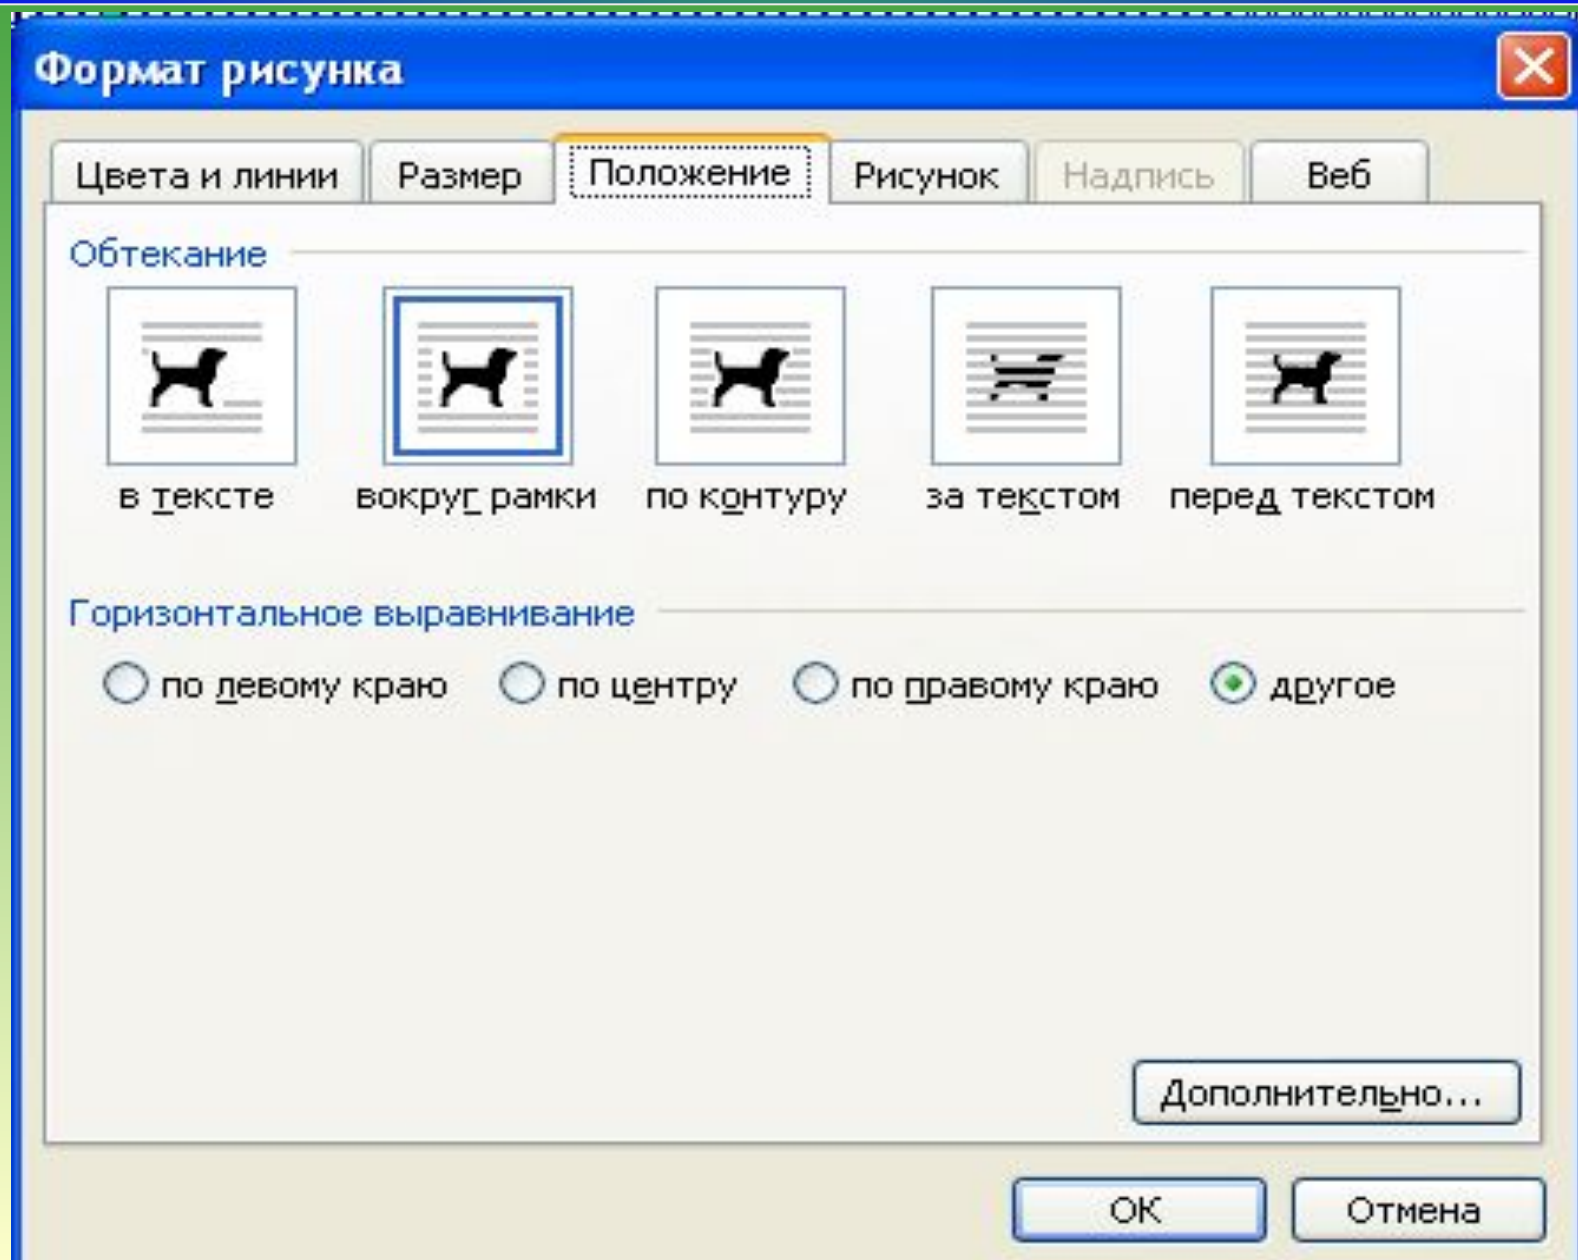 Формат рисунка
Цвета и линии Размер Положение Рисунок Надпись Веб
Обтекание
в тексте вокруг рамки по контуру за текстом перед текстом
Горизонтальное выравнивание
по левому краю по центру по правому краю другое
Дополнительно...
ОК Отмена